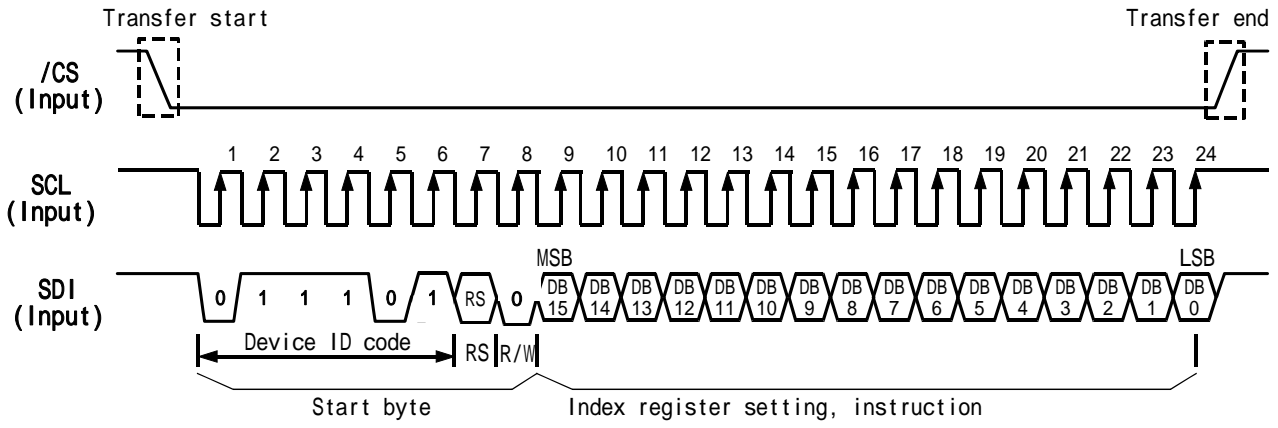 Transfer start Transfer end
/CS
(Input)
1 2 3 4 5 6 7 8 9 10 11 12 13 14 15 16 17 18 19 20 21 22 23 24
SCL
(Input)
MSB LSB
SDI
(Input)
0 1 1 1 0 1 RS 0 DB 15 DB 14 DB 13 DB 12 DB 11 DB 10 DB 9 DB 8 DB 7 DB 6 DB 5 DB 4 DB 3 DB 2 DB 1 DB 0
Device ID code RS R/W
Start byte Index register setting, instruction